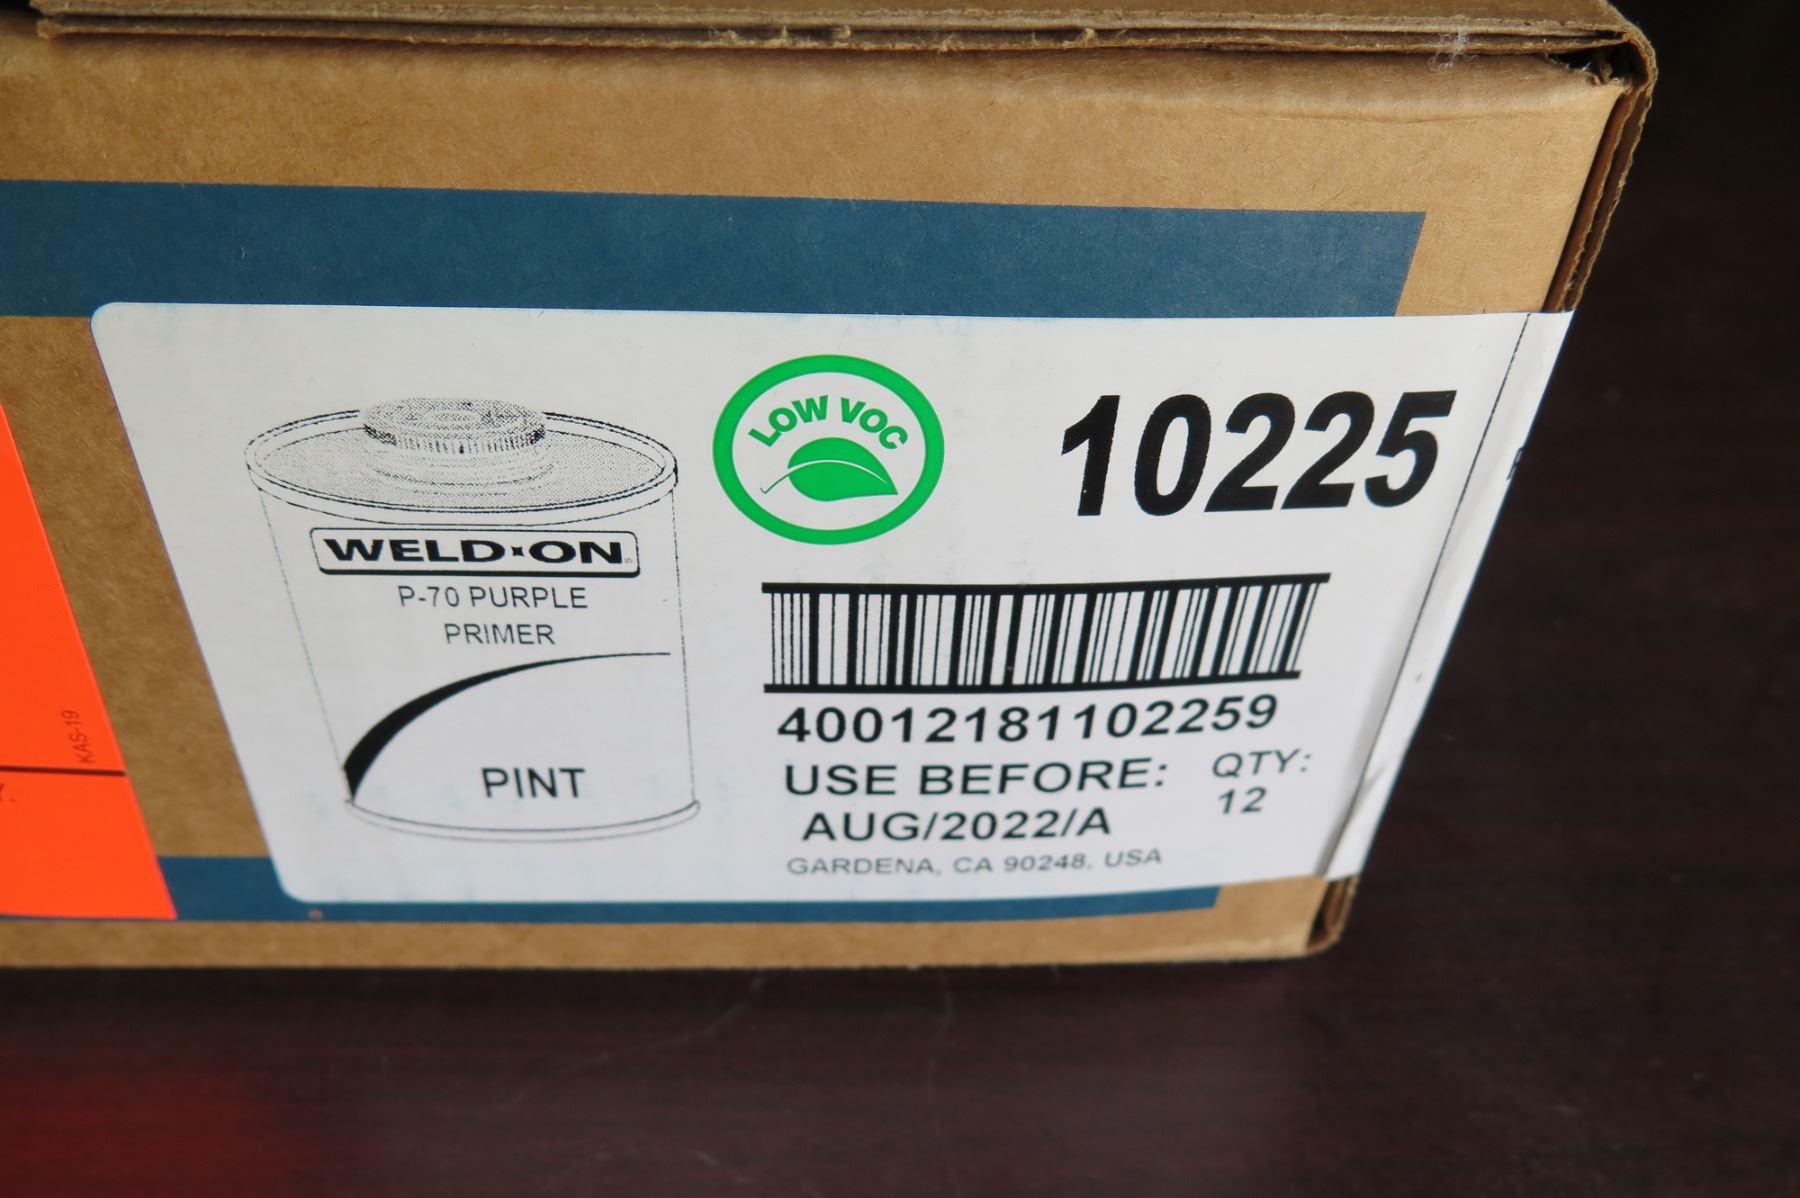 LOW VOC
10225
WELD-ON
P-70 PURPLE
PRIMER
PINT
40012181102259
USE BEFORE:
AUG/2022/A
QTY:
12
GARDENA, CA 90248, USA
KAS-19
Y.